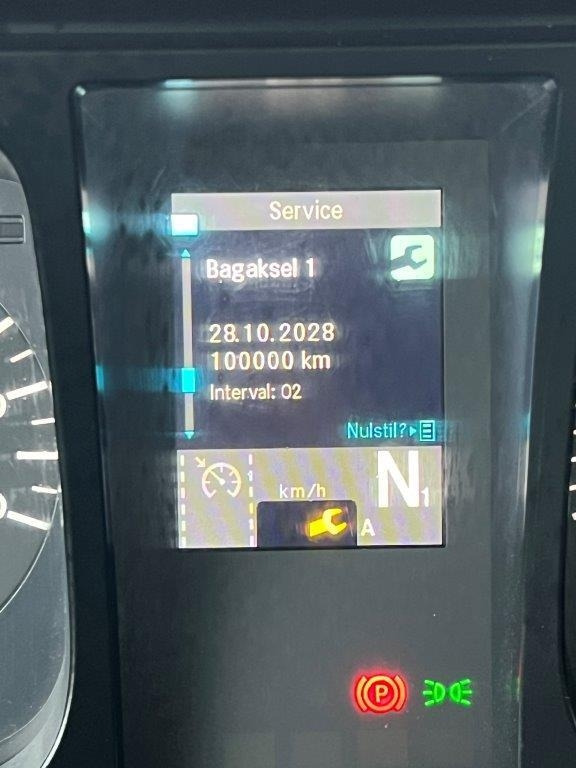 Service
Bagaksel 1
28.10.2028
100000 km
Interval: 02
Nulstil?
km/h
N1
A
P